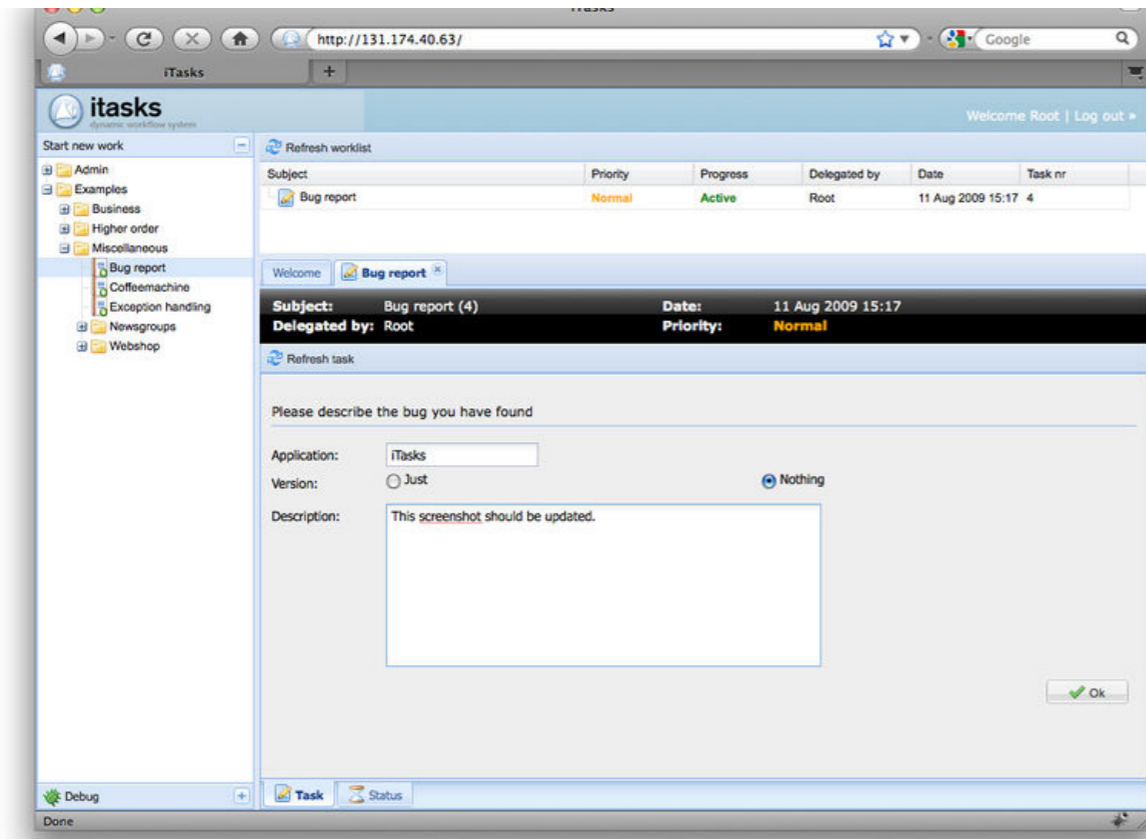 iTasks
http://131.174.40.63/
Google
iTasks
+
itasks
dynamic workflow system
Welcome Root | Log out »
Start new work
Refresh worklist
Admin
Examples
Business
Higher order
Miscellaneous
Bug report
Coffeemachine
Exception handling
Newsgroups
Webshop
Subject Priority Progress Delegated by Date Task nr
Bug report Normal Active Root 11 Aug 2009 15:17 4
Welcome Bug report
Subject: Bug report (4) Date: 11 Aug 2009 15:17
Delegated by: Root Priority: Normal
Refresh task
Please describe the bug you have found
Application: iTasks
Version: Just Nothing
Description: This screenshot should be updated.
Ok
Debug
Task Status
Done